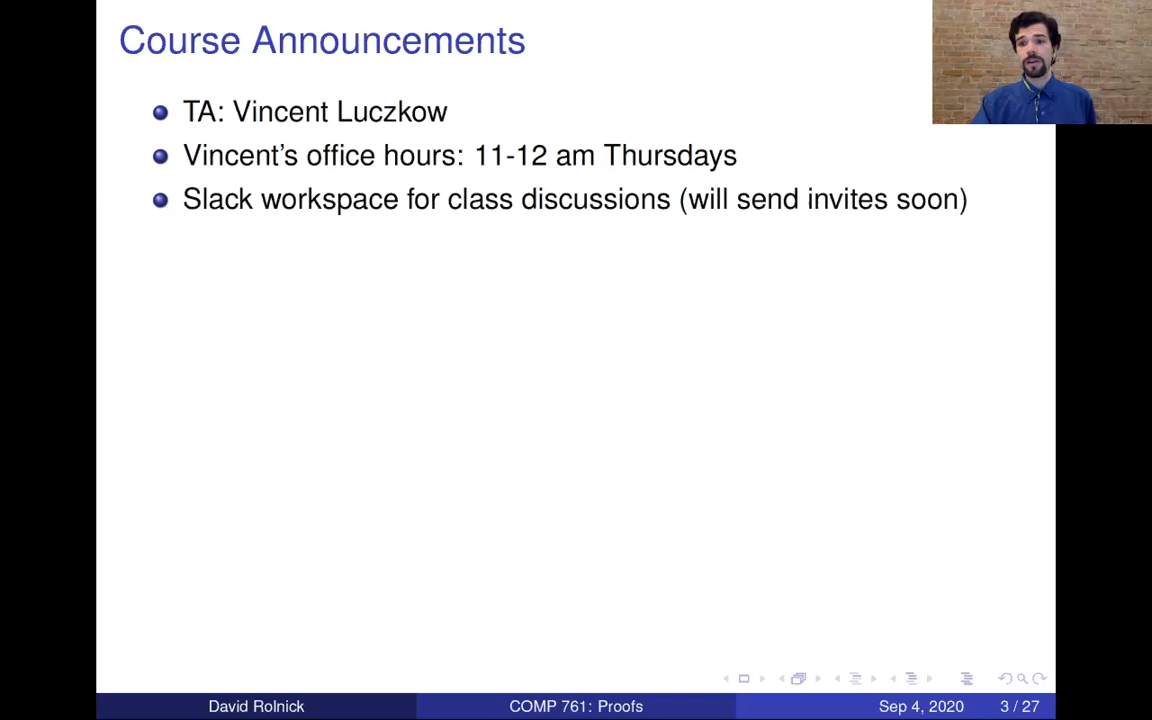 Course Announcements
TA: Vincent Luczkow
Vincent's office hours: 11-12 am Thursdays
Slack workspace for class discussions (will send invites soon)
David Rolnick
COMP 761: Proofs
Sep 4, 2020
3 / 27